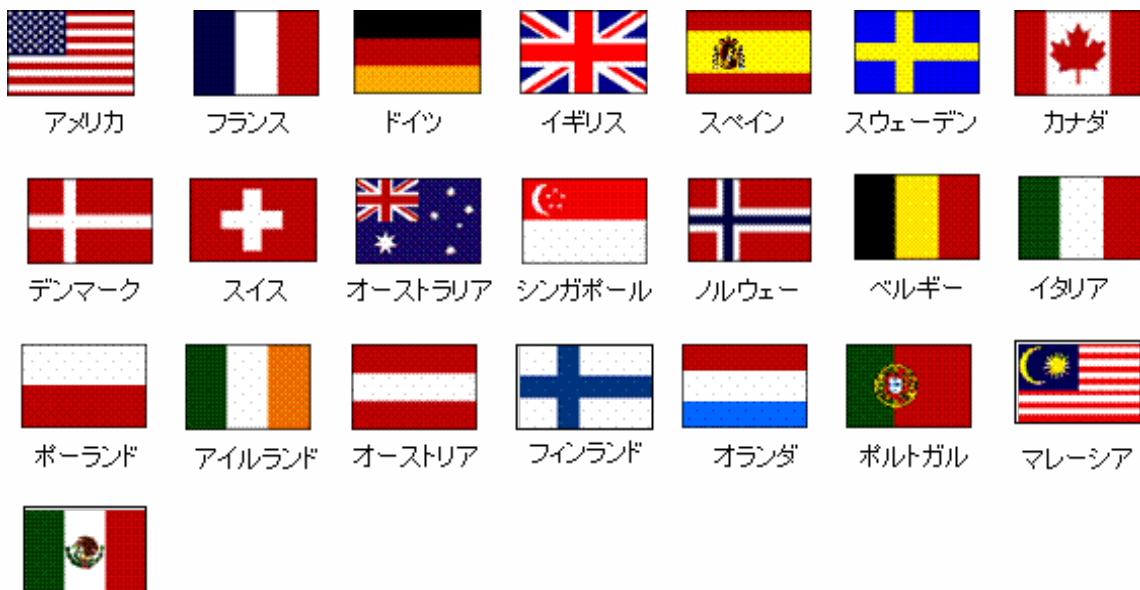 アメリカ フランス ドイツ イギリス スペイン スウェーデン カナダ
デンマーク スイス オーストラリア シンガポール ノルウェー ベルギー イタリア
ポーランド アイルランド オーストリア フィンランド オランダ ポルトガル マレーシア